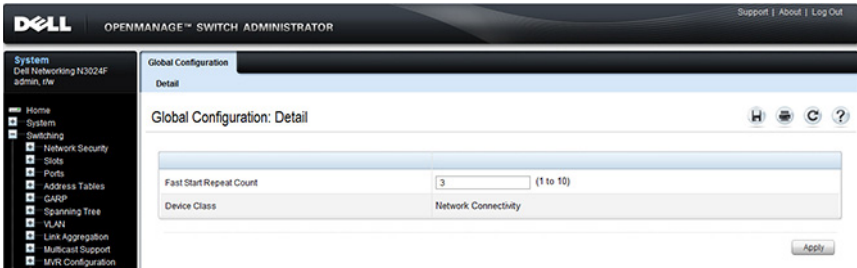 Support | About | Log Out
DELL OPENMANAGE™ SWITCH ADMINISTRATOR
System
Dell Networking N3024F
admin, r/w
Home
System
Switching
Network Security
Slots
Ports
Address Tables
GARP
Spanning Tree
VLAN
Link Aggregation
Multicast Support
MVR Configuration
Global Configuration
Detail
Global Configuration: Detail
?
Fast Start Repeat Count 3 (1 to 10)
Device Class Network Connectivity
Apply